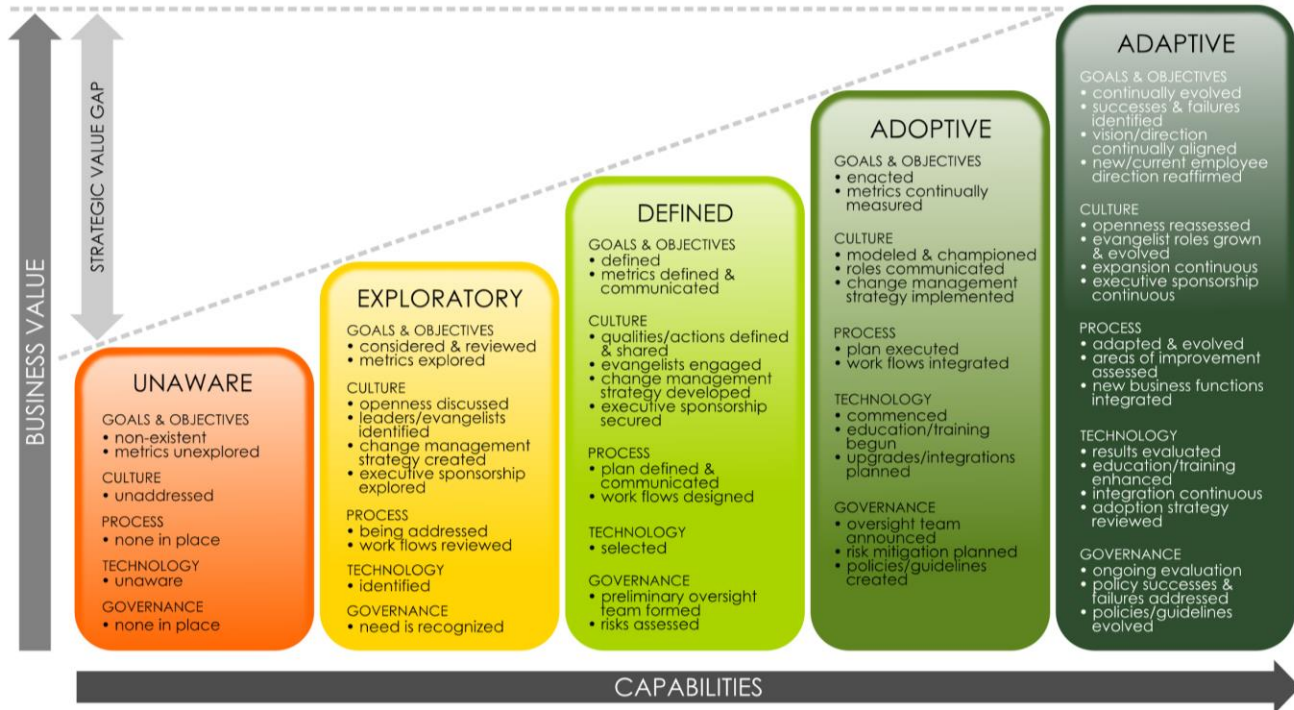 BUSINESS VALUE
STRATEGIC VALUE GAP
UNAWARE
GOALS & OBJECTIVES
• non-existent
• metrics unexplored
CULTURE
• unaddressed
PROCESS
• none in place
TECHNOLOGY
• unaware
GOVERNANCE
• none in place
EXPLORATORY
GOALS & OBJECTIVES
• considered & reviewed
• metrics explored
CULTURE
• openness discussed
• leaders/evangelists
identified
• change management
strategy created
• executive sponsorship
explored
PROCESS
• being addressed
• work flows reviewed
TECHNOLOGY
• identified
GOVERNANCE
• need is recognized
DEFINED
GOALS & OBJECTIVES
• defined
• metrics defined &
communicated
CULTURE
• qualities/actions defined
& shared
• evangelists engaged
• change management
strategy developed
• executive sponsorship
secured
PROCESS
• plan defined &
communicated
• work flows designed
TECHNOLOGY
• selected
GOVERNANCE
• preliminary oversight
team formed
• risks assessed
ADOPTIVE
GOALS & OBJECTIVES
• enacted
• metrics continually
measured
CULTURE
• modeled & championed
• roles communicated
• change management
strategy implemented
PROCESS
• plan executed
• work flows integrated
TECHNOLOGY
• commenced
• education/training
begun
• upgrades/integrations
planned
GOVERNANCE
• oversight team
announced
• risk mitigation planned
• policies/guidelines
created
ADAPTIVE
GOALS & OBJECTIVES
• continually evolved
• successes & failures
identified
• vision/direction
continually aligned
• new/current employee
direction reaffirmed
CULTURE
• openness reassessed
• evangelist roles grown
& evolved
• expansion continuous
• executive sponsorship
continuous
PROCESS
• adapted & evolved
• areas of improvement
assessed
• new business functions
integrated
TECHNOLOGY
• results evaluated
• education/training
enhanced
• integration continuous
• adoption strategy
reviewed
GOVERNANCE
• ongoing evaluation
• policy successes &
failures addressed
• policies/guidelines
evolved
CAPABILITIES